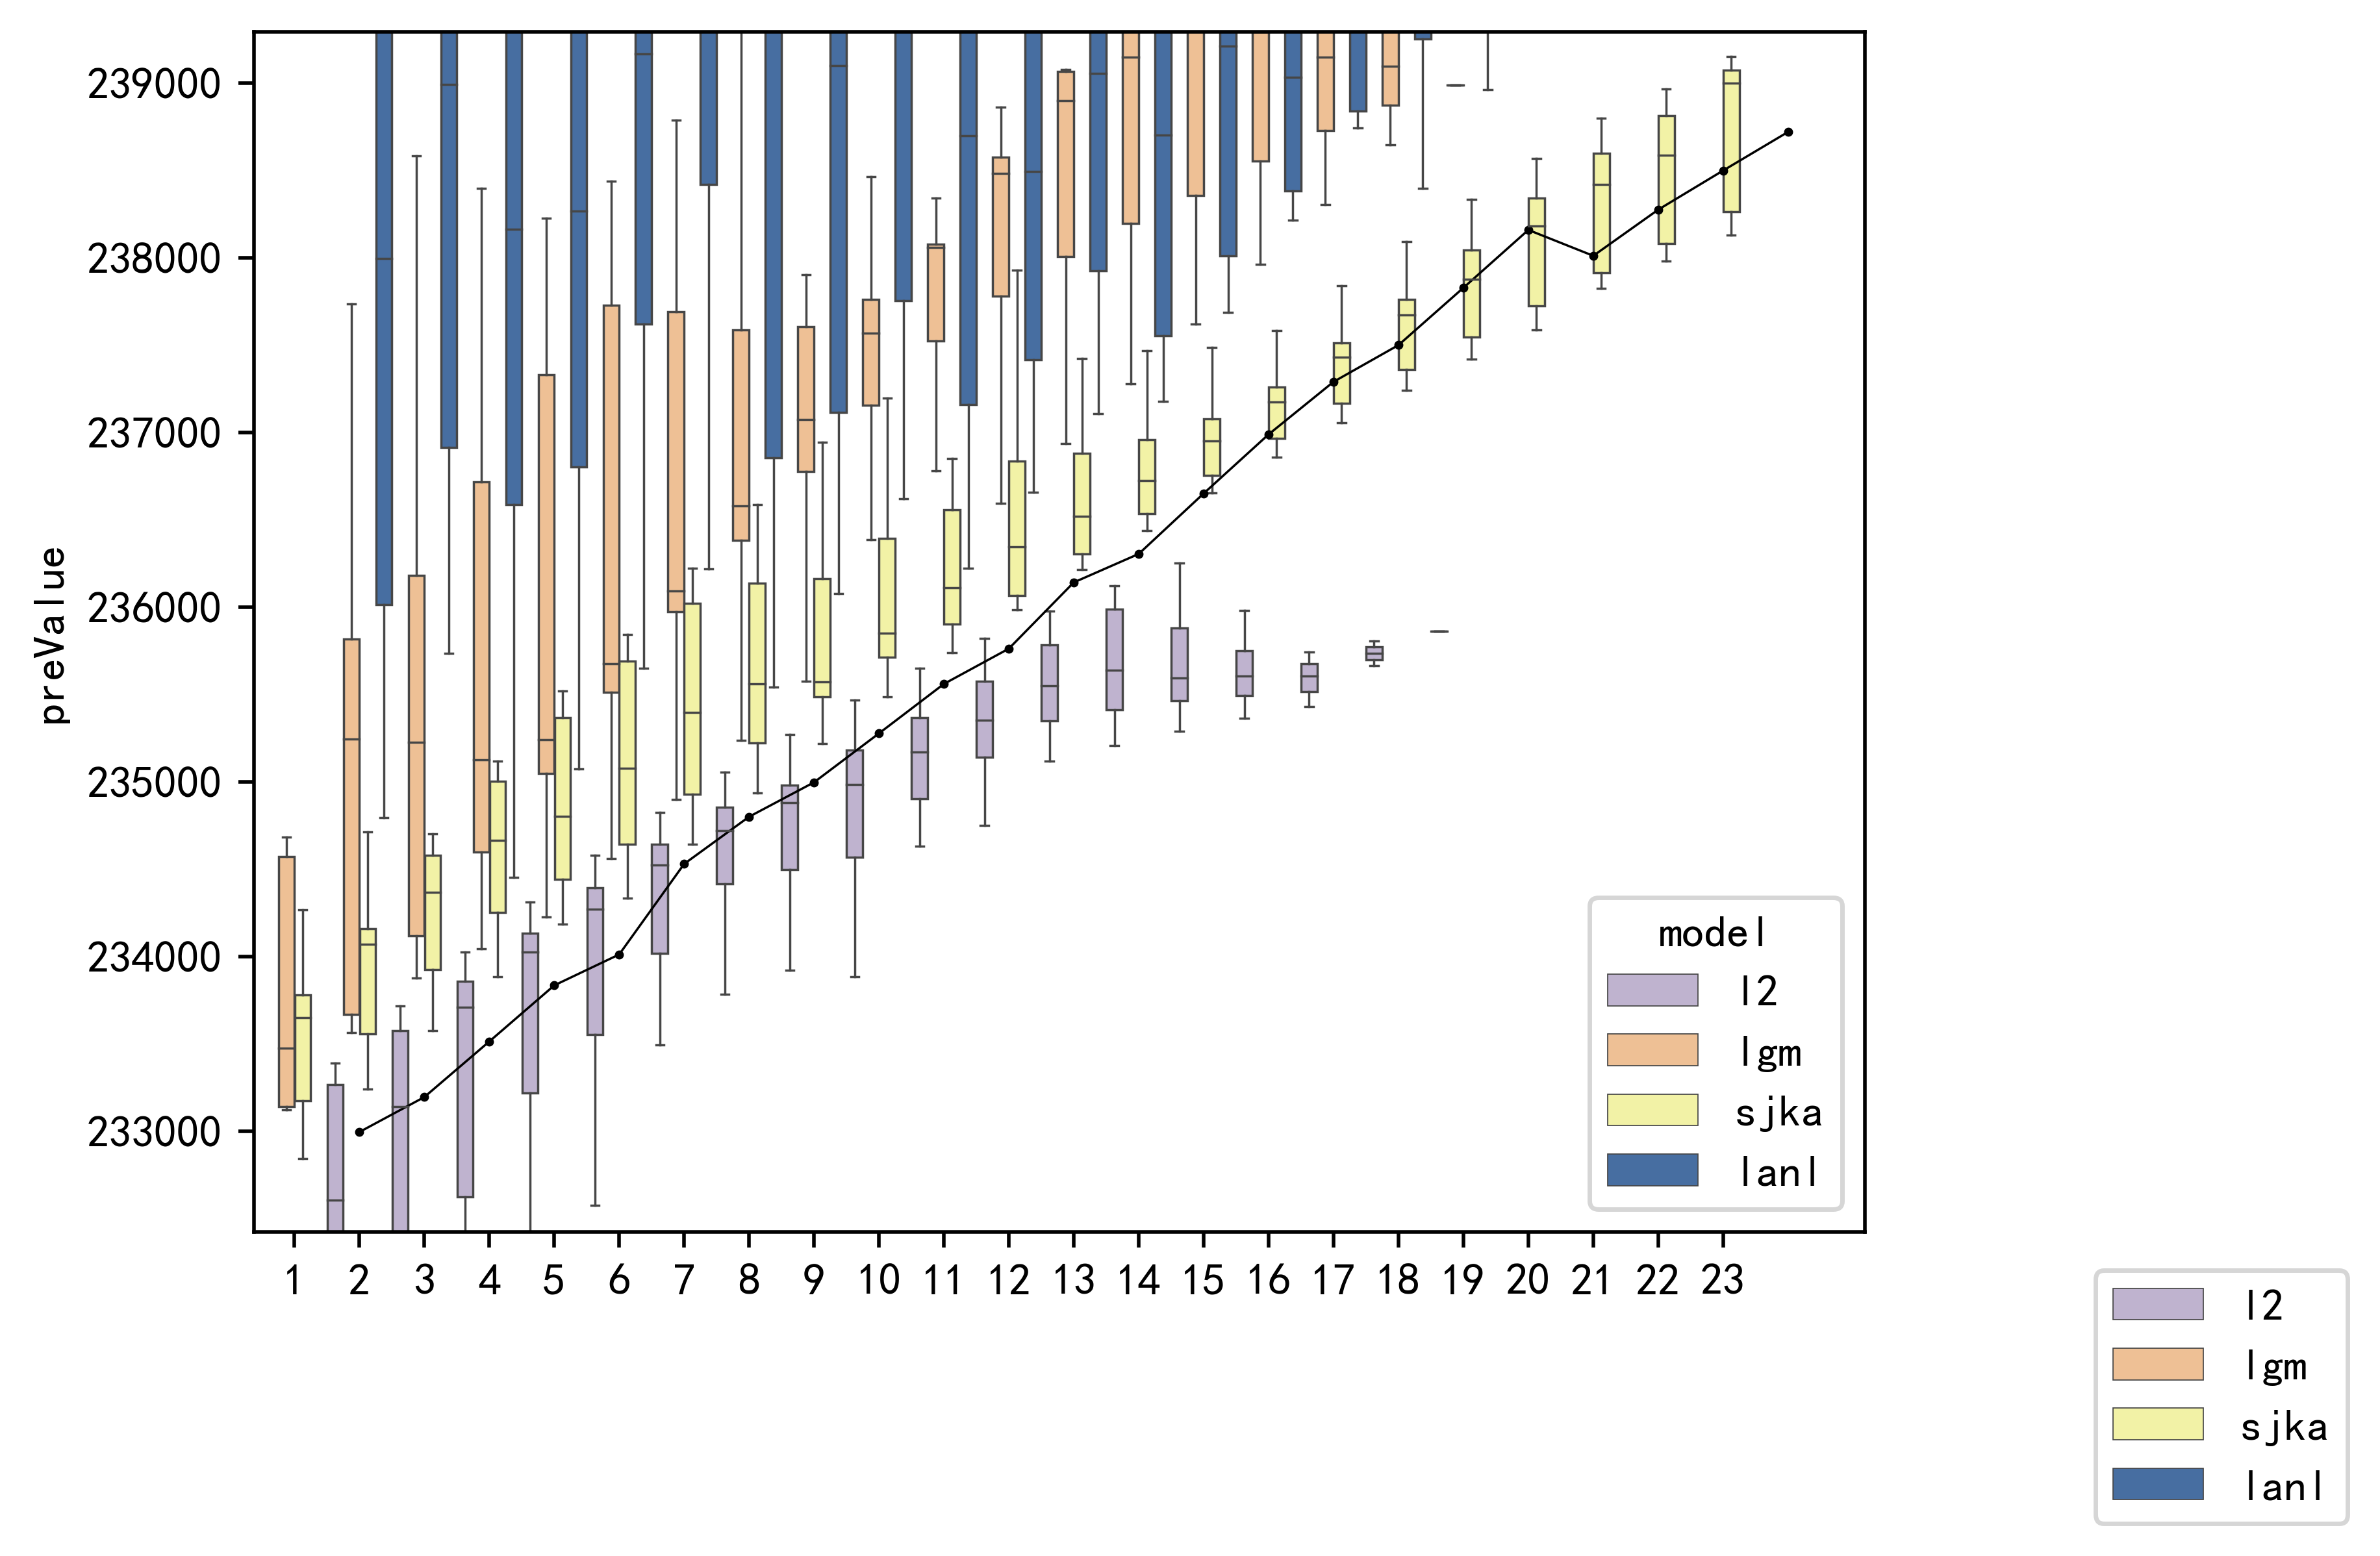 239000
238000
237000
236000
235000
234000
233000
preValue
1 2 3 4 5 6 7 8 9 10 11 12 13 14 15 16 17 18 19 20 21 22 23
model
l2
lgm
sjka
lanl
l2
lgm
sjka
lanl